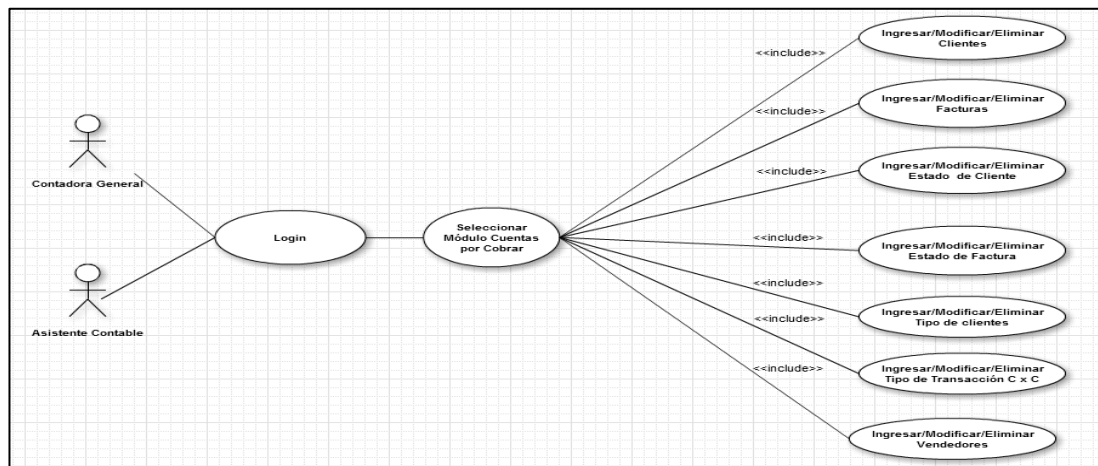 Contadora General
Asistente Contable
Login
Seleccionar
Módulo Cuentas
por Cobrar
<<include>>
<<include>>
<<include>>
<<include>>
<<include>>
<<include>>
<<include>>
Ingresar/Modificar/Eliminar
Clientes
Ingresar/Modificar/Eliminar
Facturas
Ingresar/Modificar/Eliminar
Estado de Cliente
Ingresar/Modificar/Eliminar
Estado de Factura
Ingresar/Modificar/Eliminar
Tipo de clientes
Ingresar/Modificar/Eliminar
Tipo de Transacción C x C
Ingresar/Modificar/Eliminar
Vendedores